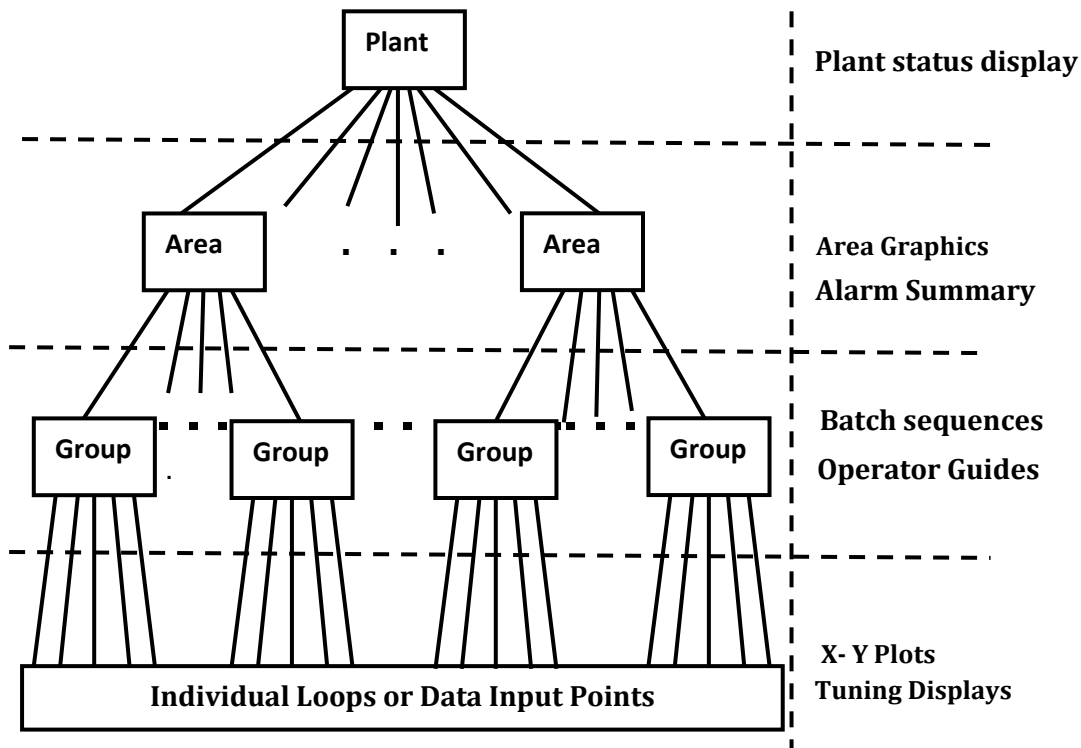 Plant
Plant status display
Area
Area
Area Graphics
Alarm Summary
Group
Group
Group
Group
Batch sequences
Operator Guides
Individual Loops or Data Input Points
X- Y Plots
Tuning Displays